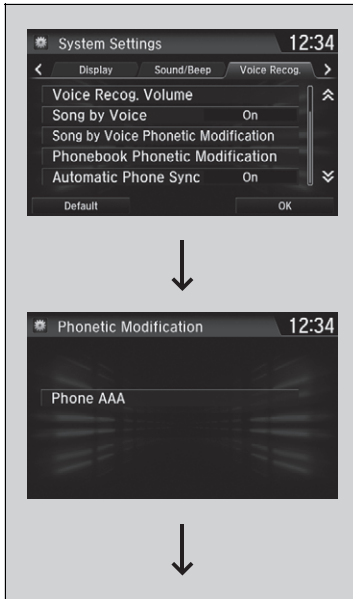 System Settings 12:34
Display Sound/Beep Voice Recog.
Voice Recog. Volume
Song by Voice On
Song by Voice Phonetic Modification
Phonebook Phonetic Modification
Automatic Phone Sync On
Default OK
Phonetic Modification 12:34
Phone AAA